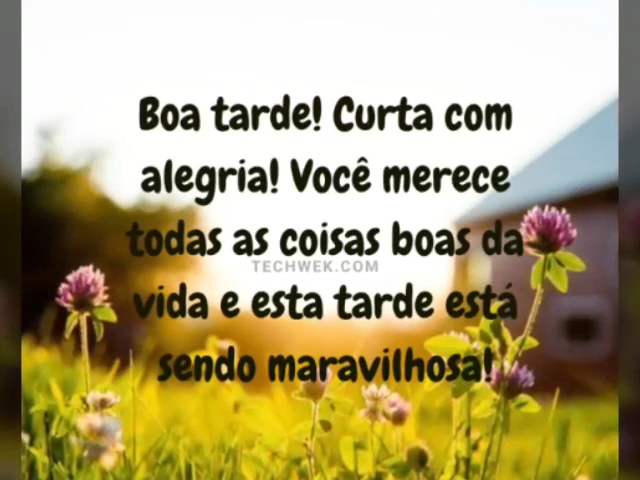 Boa tarde! Curta com
alegria! Você merece
todas as coisas boas da
TECHWEK.COM
vida e esta tarde está
sendo maravilhosa!